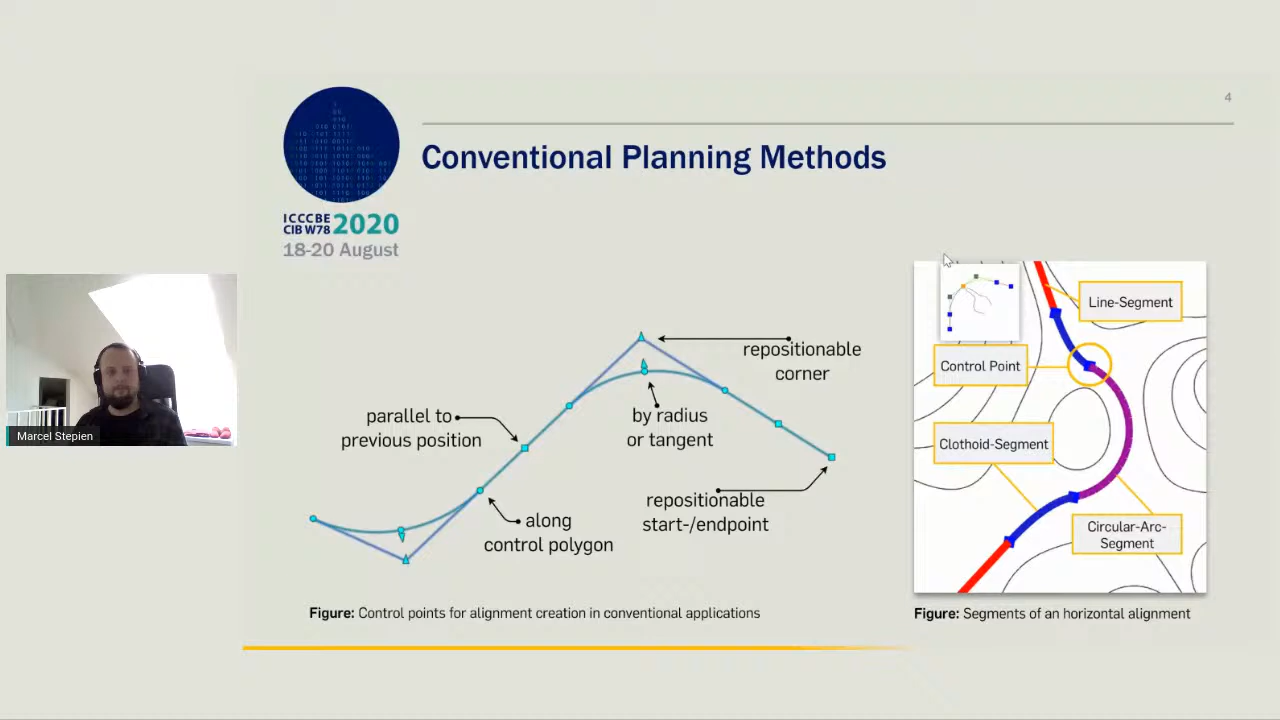 4
Conventional Planning Methods
ICCCBE
CIB W78 2020
18-20 August
Marcel Stepien
repositionable
corner
parallel to
previous position
by radius
or tangent
repositionable
start-/endpoint
along
control polygon
Figure: Control points for alignment creation in conventional applications
Line-Segment
Control Point
Clothoid-Segment
Circular-Arc-
Segment
Figure: Segments of an horizontal alignment